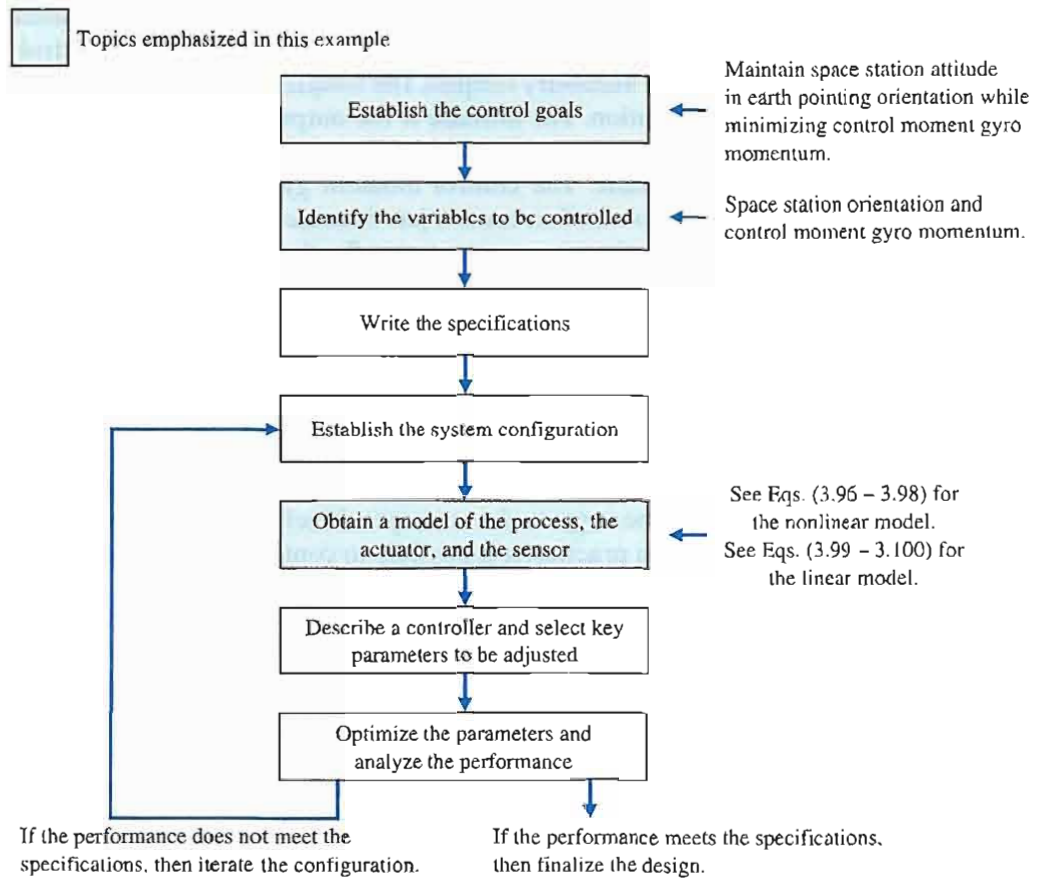 Topics emphasized in this example
Establish the control goals
Maintain space station attitude
in earth pointing orientation while
minimizing control moment gyro
momentum.
Identify the variables to be controlled
Space station orientation and
control moment gyro momentum.
Write the specifications
Establish the system configuration
Obtain a model of the process, the
actuator, and the sensor
See Eqs. (3.96 – 3.98) for
the nonlinear model.
See Eqs. (3.99 – 3.100) for
the linear model.
Describe a controller and select key
parameters to be adjusted
Optimize the parameters and
analyze the performance
If the performance does not meet the
specifications, then iterate the configuration.
If the performance meets the specifications,
then finalize the design.